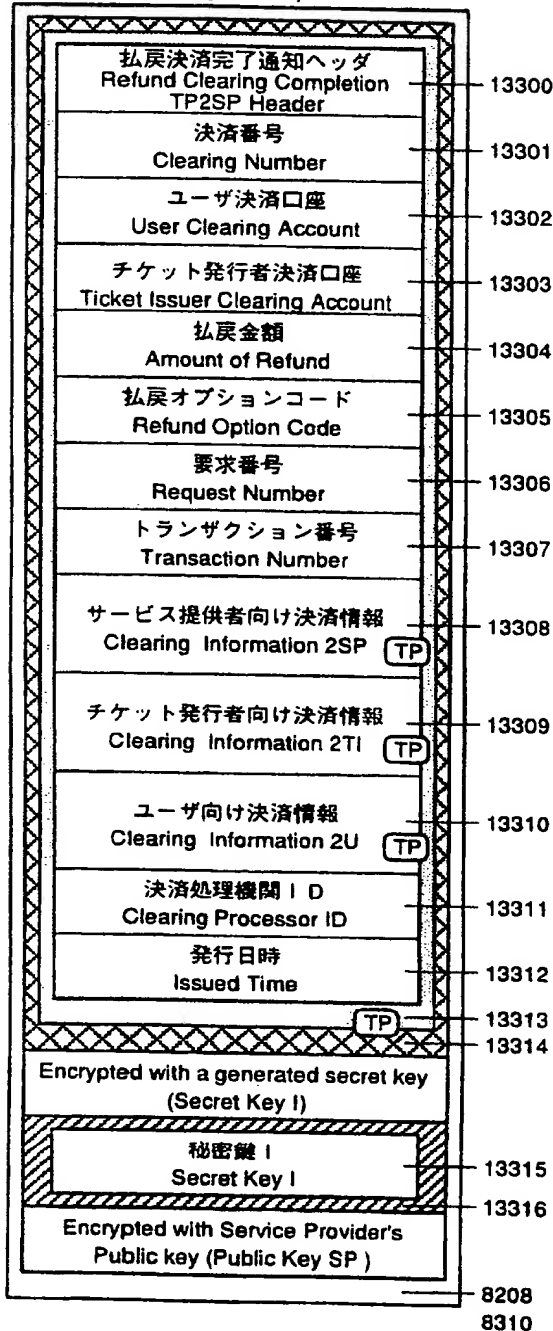 払戻決済完了通知ヘッダ
Refund Clearing Completion
TP2SP Header
13300
決済番号
Clearing Number
13301
ユーザ決済口座
User Clearing Account
13302
チケット発行者決済口座
Ticket Issuer Clearing Account
13303
払戻金額
Amount of Refund
13304
払戻オプションコード
Refund Option Code
13305
要求番号
Request Number
13306
トランザクション番号
Transaction Number
13307
サービス提供者向け決済情報
Clearing Information 2SP
TP
13308
チケット発行者向け決済情報
Clearing Information 2TI
TP
13309
ユーザ向け決済情報
Clearing Information 2U
TP
13310
決済処理機関ID
Clearing Processor ID
13311
発行日時
Issued Time
13312
TP
13313
13314
Encrypted with a generated secret key
(Secret Key I)
秘密鍵 I
Secret Key I
13315
13316
Encrypted with Service Provider's
Public key (Public Key SP )
8208
8310